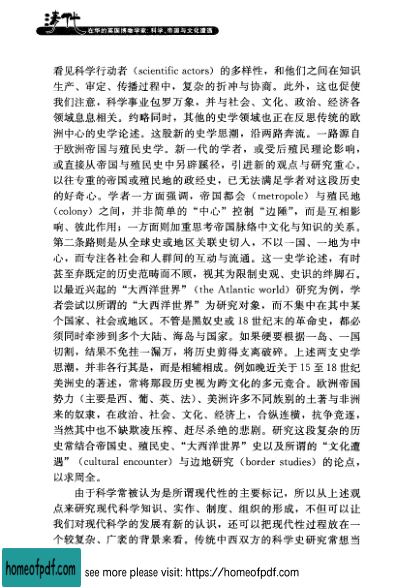 清代
在华的英国博物学家:科学、帝国与文化遭遇
看见科学行动者(scientific actors)的多样性,和他们之间在知识
生产、审定、传播过程中,复杂的折冲与协商。此外,这也促使
我们注意,科学事业包罗万象,并与社会、文化、政治、经济各
领域息息相关。约略同时,其他的史学领域也正在反思传统的欧
洲中心的史学论述。这股新的史学思潮,沿两路奔流。一路源自
于欧洲帝国与殖民史学。新一代的学者,或受后殖民理论影响,
或直接从帝国与殖民史中另辟蹊径,引进新的观点与研究重心。
以往专重的帝国或殖民地的政经史,已无法满足学者对这段历史
的好奇心。学者一方面强调,帝国都会(metropole)与殖民地
(colony)之间,并非简单的“中心”控制“边陲”,而是互相影
响、彼此作用;一方面则加重思考帝国脉络中文化与知识的关系。
第二条路则是从全球史或地区关联史切入,不以一国、一地为中
心,而专注各社会和人群间的互动与流通。这一史学论述,有时
甚至弃既定的历史范畴而不顾,视其为限制史观、史识的绊脚石。
以最近兴起的“大西洋世界”(the Atlantic world)研究为例,学
者尝试以所谓的“大西洋世界”为研究对象,而不集中在其中某
个国家、社会或地区。不管是黑奴史或18世纪末的革命史,都必
须同时牵涉到多个大陆、海岛与国家。如果硬要根据一岛、一国
切割,结果不免挂一漏万,将历史剪得支离破碎。上述两支史学
思潮,并非各行其是,而是相辅相成。例如晚近关于15至18世纪
美洲史的著述,常将那段历史视为跨文化的多元竞合。欧洲帝国
势力(主要是西、葡、英、法)、美洲许多不同族别的土著与非洲
来的奴隶,在政治、社会、文化、经济上,合纵连横,抗争竞逐,
当然其中也不缺欺凌压榨、赶尽杀绝的悲剧。研究这段复杂的历
史常结合帝国史、殖民史、“大西洋世界”史以及所谓的“文化遭
遇”(cultural encounter)与边地研究(border studies)的论点,
以求周全。
由于科学常被认为是所谓现代性的主要标记,所以从上述观
点来研究现代科学知识、实作、制度、组织的形成,不但可以让
我们对现代科学的发展有新的认识,还可以把现代性过程放在一
个较复杂、广袤的背景来看。传统中西双方的科学史研究常想当
homeofpdf.com
see more please visit: https://homeofpdf.com